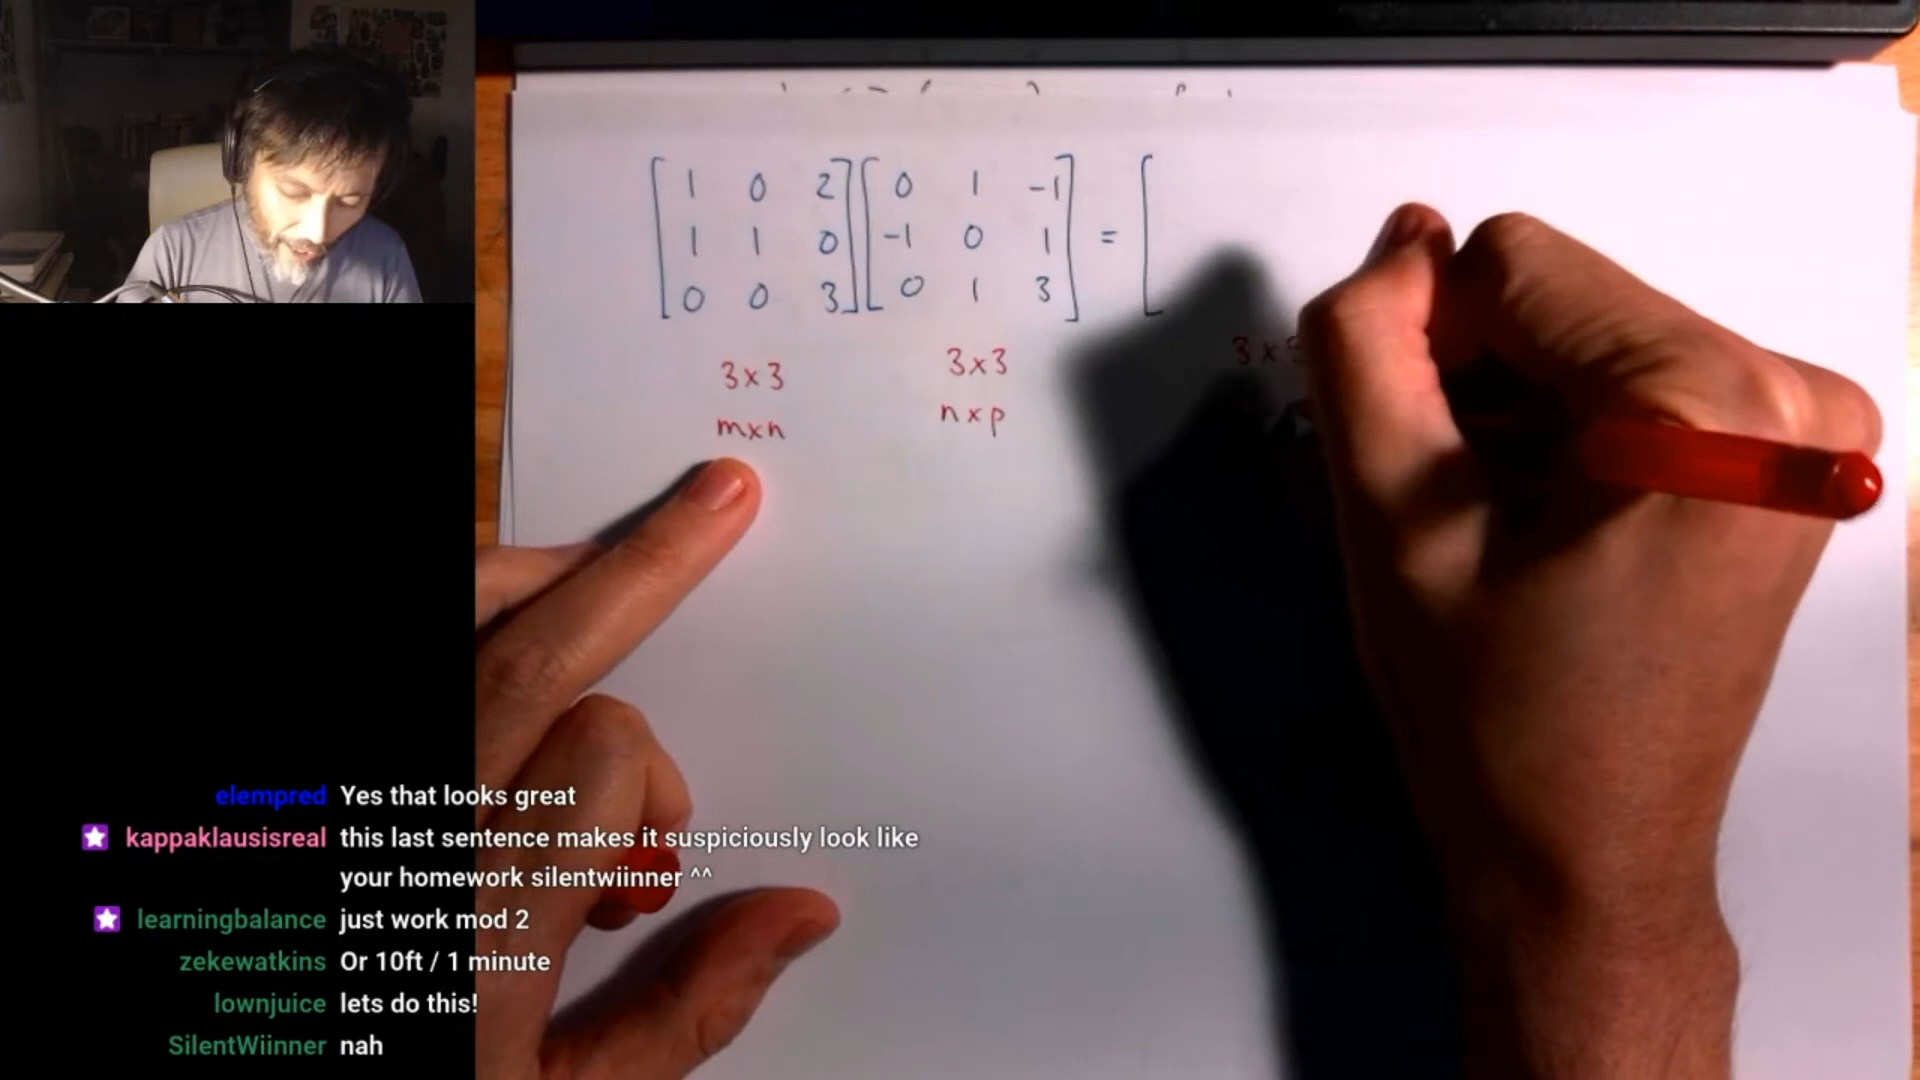 1 0 2 0 1 -1
1 1 0 -1 0 1 =
0 0 3 0 1 3
3x3 3x3 3x
mxn nxp
elempred Yes that looks great
kappaklausisreal this last sentence makes it suspiciously look like
your homework silentwiinner ^^
learningbalance just work mod 2
zekewatkins Or 10ft / 1 minute
lownjuice lets do this!
SilentWiinner nah